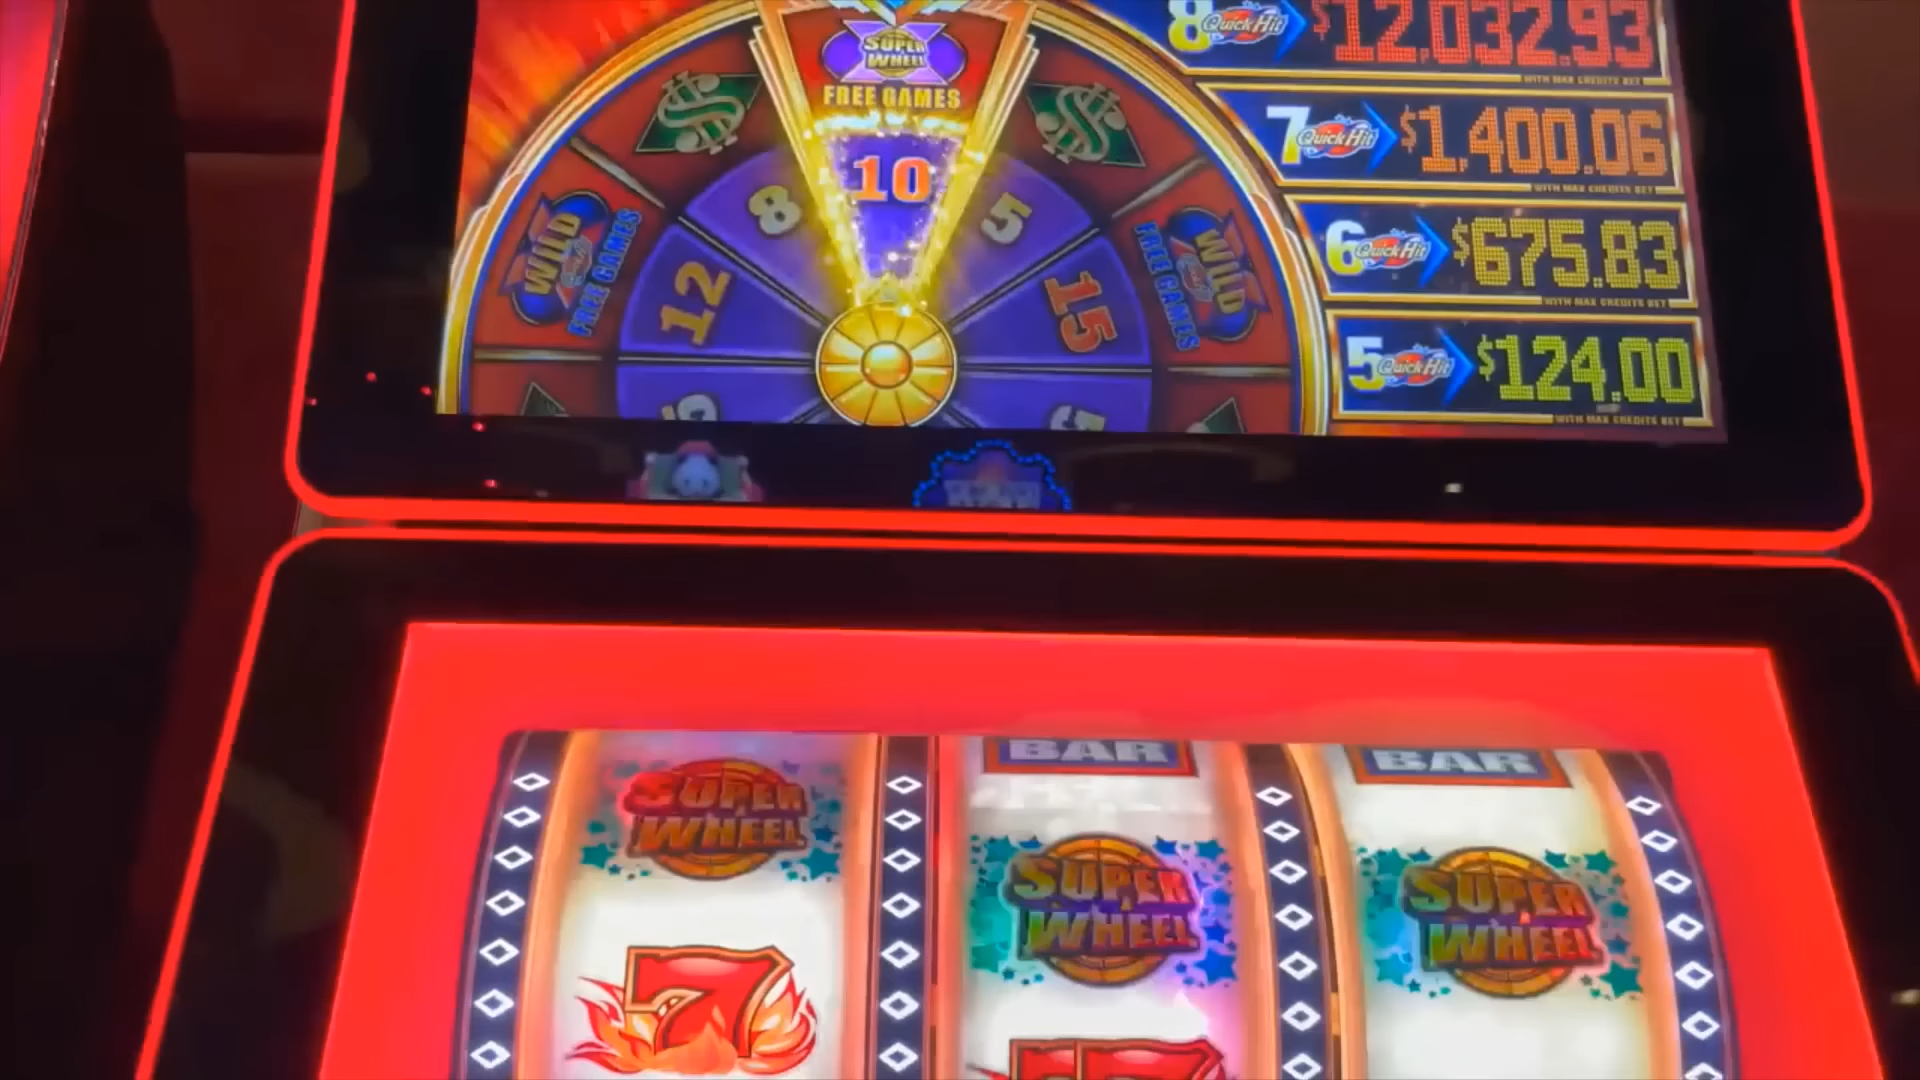 SUPER
WHEEL
FREE GAMES
10
8
5
12
15
WILD
FREE GAMES
WILD
FREE GAMES
8 Quick Hit $12,032.93
WITH MAX CREDITS BET
7 Quick Hit $1,400.06
WITH MAX CREDITS BET
6 Quick Hit $675.83
WITH MAX CREDITS BET
5 Quick Hit $124.00
WITH MAX CREDITS BET
BAR
BAR
SUPER
WHEEL
SUPER
WHEEL
SUPER
WHEEL
7